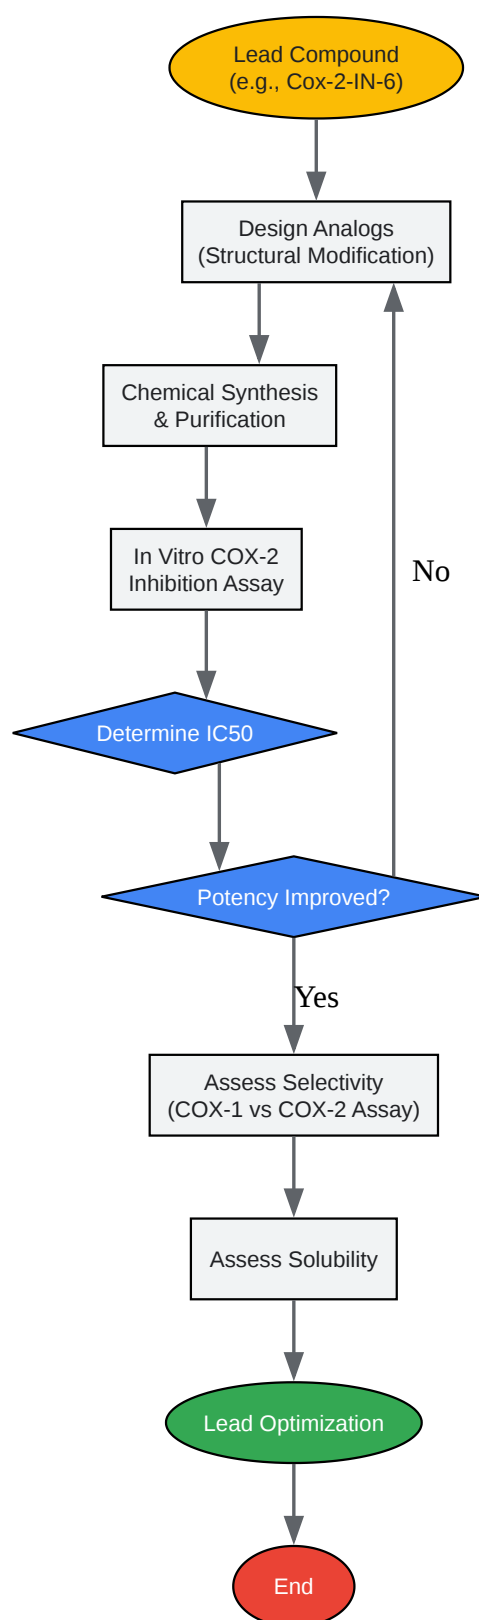 Lead Compound
(e.g., Cox-2-IN-6)
Design Analogs
(Structural Modification)
Chemical Synthesis
& Purification
In Vitro COX-2
Inhibition Assay
No
Determine IC50
Potency Improved?
Yes
Assess Selectivity
(COX-1 vs COX-2 Assay)
Assess Solubility
Lead Optimization
End